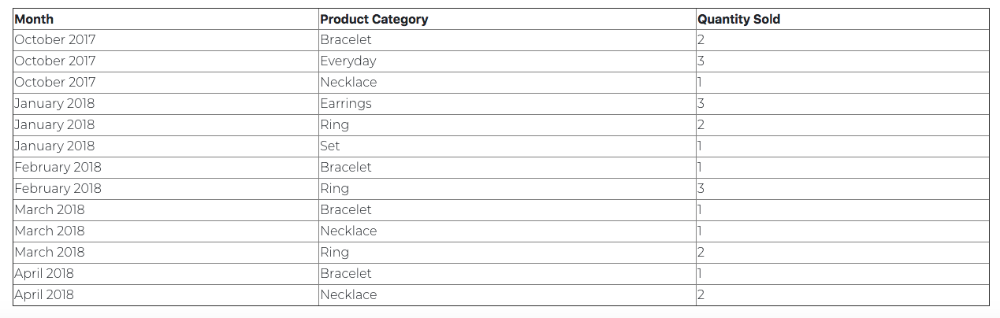 Month Product Category Quantity Sold
October 2017 Bracelet 2
October 2017 Everyday 3
October 2017 Necklace 1
January 2018 Earrings 3
January 2018 Ring 2
January 2018 Set 1
February 2018 Bracelet 1
February 2018 Ring 3
March 2018 Bracelet 1
March 2018 Necklace 1
March 2018 Ring 2
April 2018 Bracelet 1
April 2018 Necklace 2